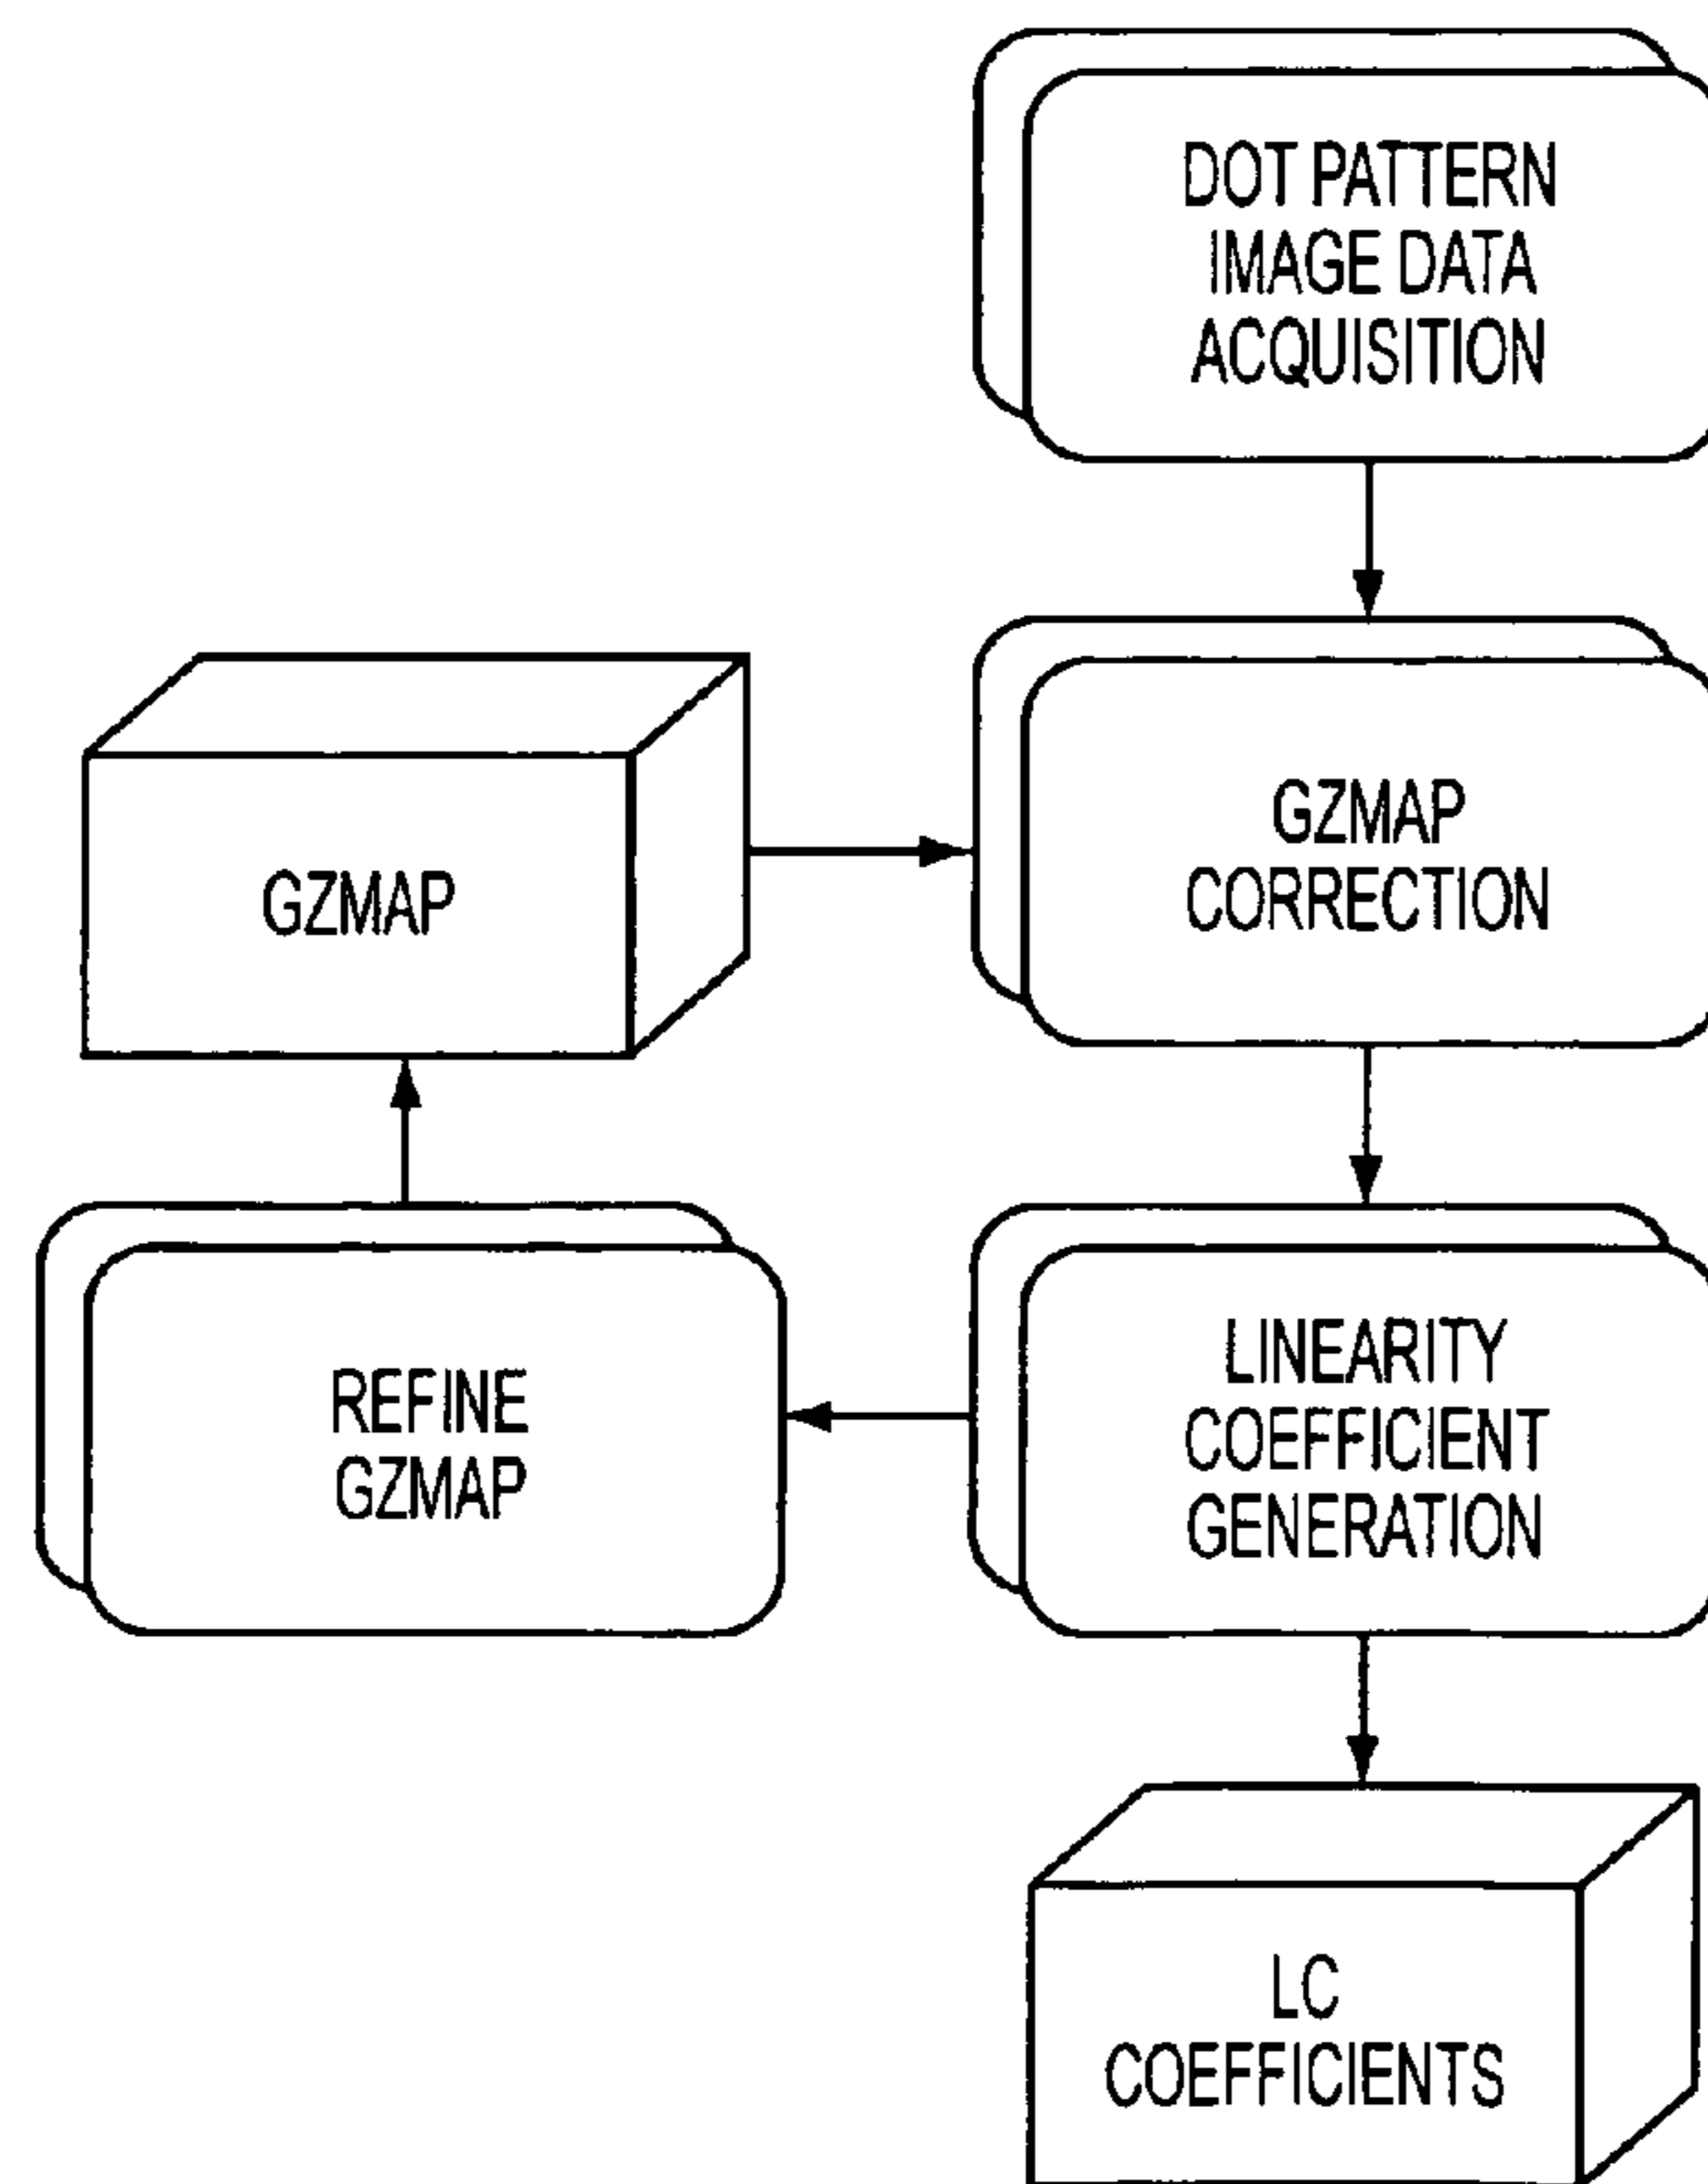 DOT PATTERN
IMAGE DATA
ACQUISITION
GZMAP
GZMAP
CORRECTION
REFINE
GZMAP
LINEARITY
COEFFICIENT
GENERATION
LC
COEFFICIENTS